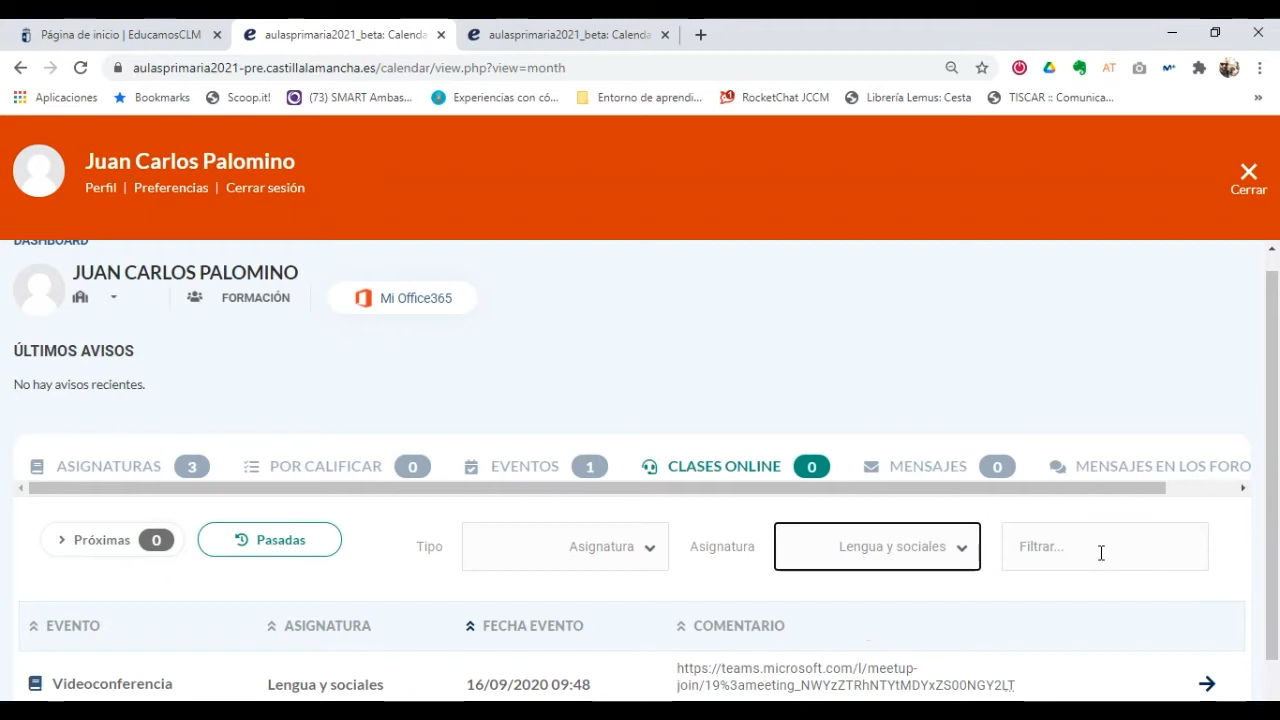 Página de inicio | EducamosCLM
aulasprimaria2021_beta: Calenda
aulasprimaria2021_beta: Calenda
aulasprimaria2021-pre.castillalamancha.es/calendar/view.php?view=month
AT
Aplicaciones
Bookmarks
Scoop.it!
(73) SMART Ambas...
Experiencias con có...
Entorno de aprendi...
RocketChat JCCM
Librería Lemus: Cesta
TISCAR :: Comunica...
»
Juan Carlos Palomino
Perfil | Preferencias | Cerrar sesión
Cerrar
DASHBOARD
JUAN CARLOS PALOMINO
FORMACIÓN
Mi Office365
ÚLTIMOS AVISOS
No hay avisos recientes.
ASIGNATURAS 3
POR CALIFICAR 0
EVENTOS 1
CLASES ONLINE 0
MENSAJES 0
MENSAJES EN LOS FORO
Próximas 0
Pasadas
Tipo
Asignatura
Asignatura
Lengua y sociales
Filtrar...
EVENTO
ASIGNATURA
FECHA EVENTO
COMENTARIO
Videoconferencia
Lengua y sociales
16/09/2020 09:48
https://teams.microsoft.com/l/meetup-
join/19%3ameeting_NWYzZTRhNTYtMDYxZS00NGY2LT